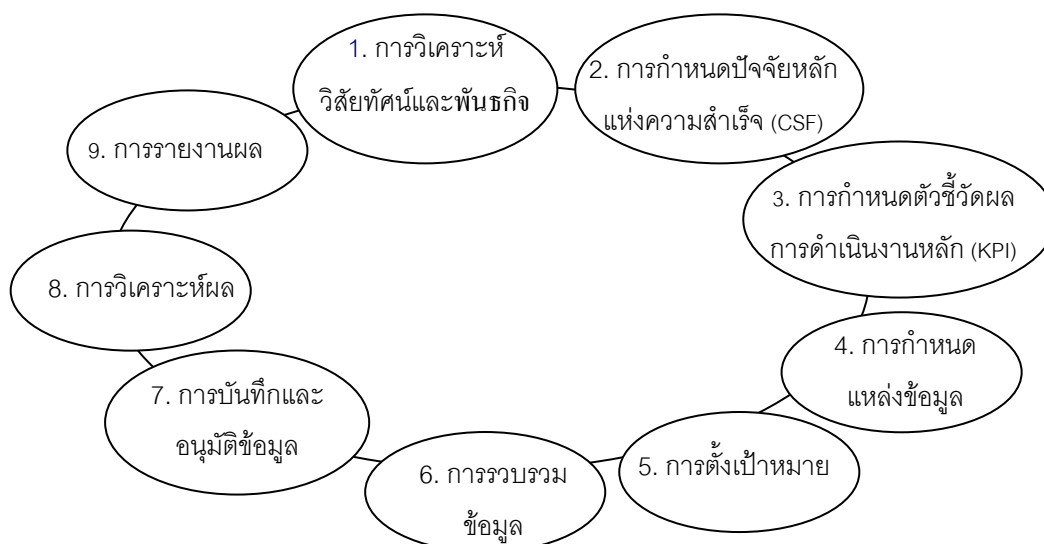 1. การวิเคราะห์
วิสัยทัศน์และพันธกิจ
2. การกำหนดปัจจัยหลัก
แห่งความสำเร็จ (CSF)
3. การกำหนดตัวชี้วัดผล
การดำเนินงานหลัก (KPI)
4. การกำหนด
แหล่งข้อมูล
5. การตั้งเป้าหมาย
6. การรวบรวม
ข้อมูล
7. การบันทึกและ
อนุมัติข้อมูล
8. การวิเคราะห์ผล
9. การรายงานผล